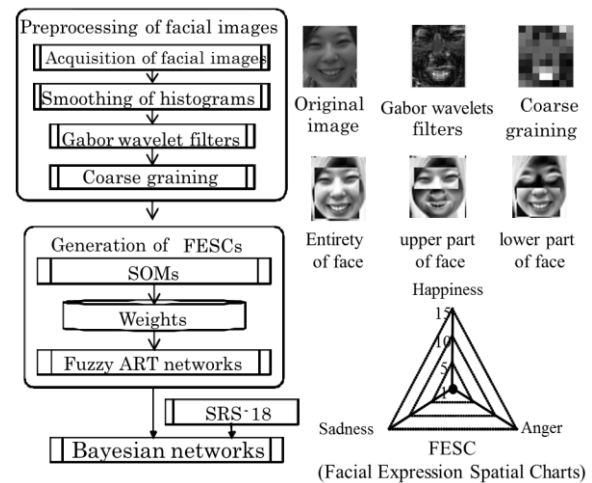 Preprocessing of facial images
Acquisition of facial images
Smoothing of histograms
Gabor wavelet filters
Coarse graining
Generation of FESCs
SOMs
Weights
Fuzzy ART networks
SRS-18
Bayesian networks
Original
image
Gabor wavelets
filters
Coarse
graining
Entirety
of face
upper part
of face
lower part
of face
Happiness
15
10
5
1
Sadness
Anger
FESC
(Facial Expression Spatial Charts)